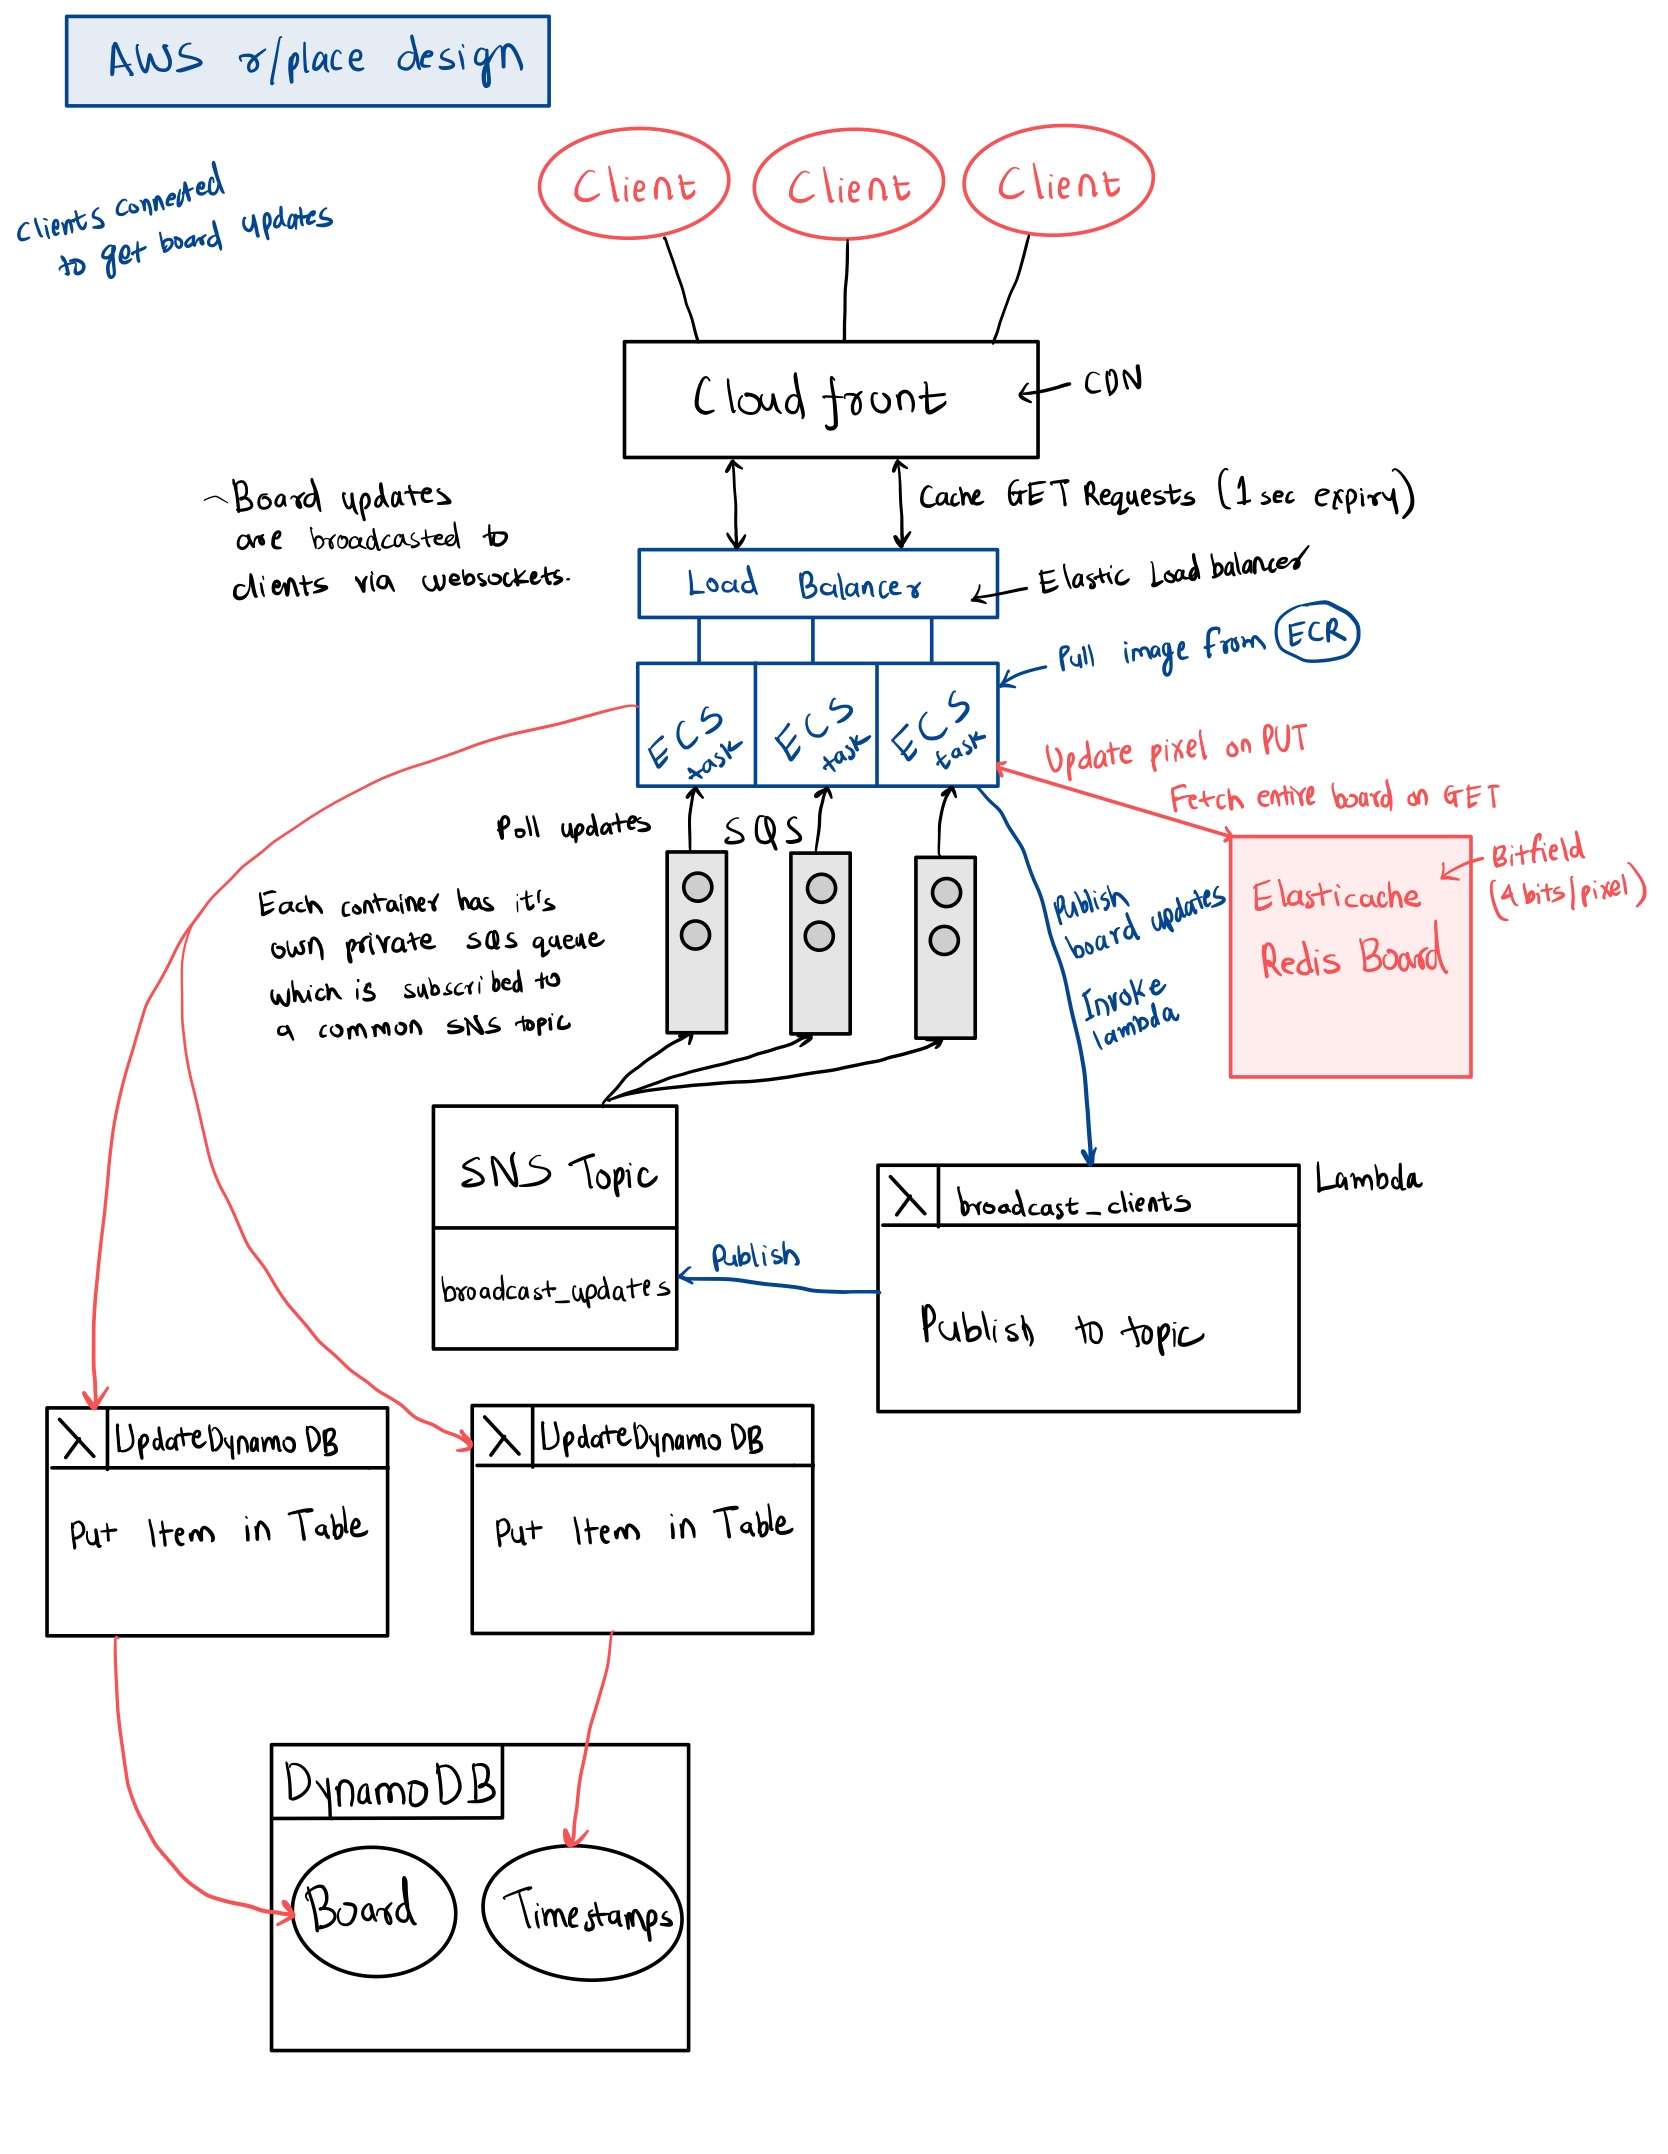 AWS r/place design
Clients connected
to get board updates
Client
Client
Client
Cloudfront
CDN
Board updates
are broadcasted to
clients via websockets.
Cache GET Requests (1 sec expiry)
Load Balancer
Elastic Load balancer
Pull image from ECR
ECS
task
ECS
task
ECS
task
Update pixel on PUT
Fetch entire board on GET
Poll updates
SQS
Each container has it's
own private SQS queue
which is subscribed to
a common SNS topic
Publish
board updates
Invoke
lambda
Elasticache
Redis Board
Bitfield
(4 bits/pixel)
SNS Topic
broadcast_updates
Publish
broadcast_clients
Lambda
Publish to topic
UpdateDynamo DB
Put Item in Table
UpdateDynamo DB
Put Item in Table
DynamoDB
Board
Timestamps